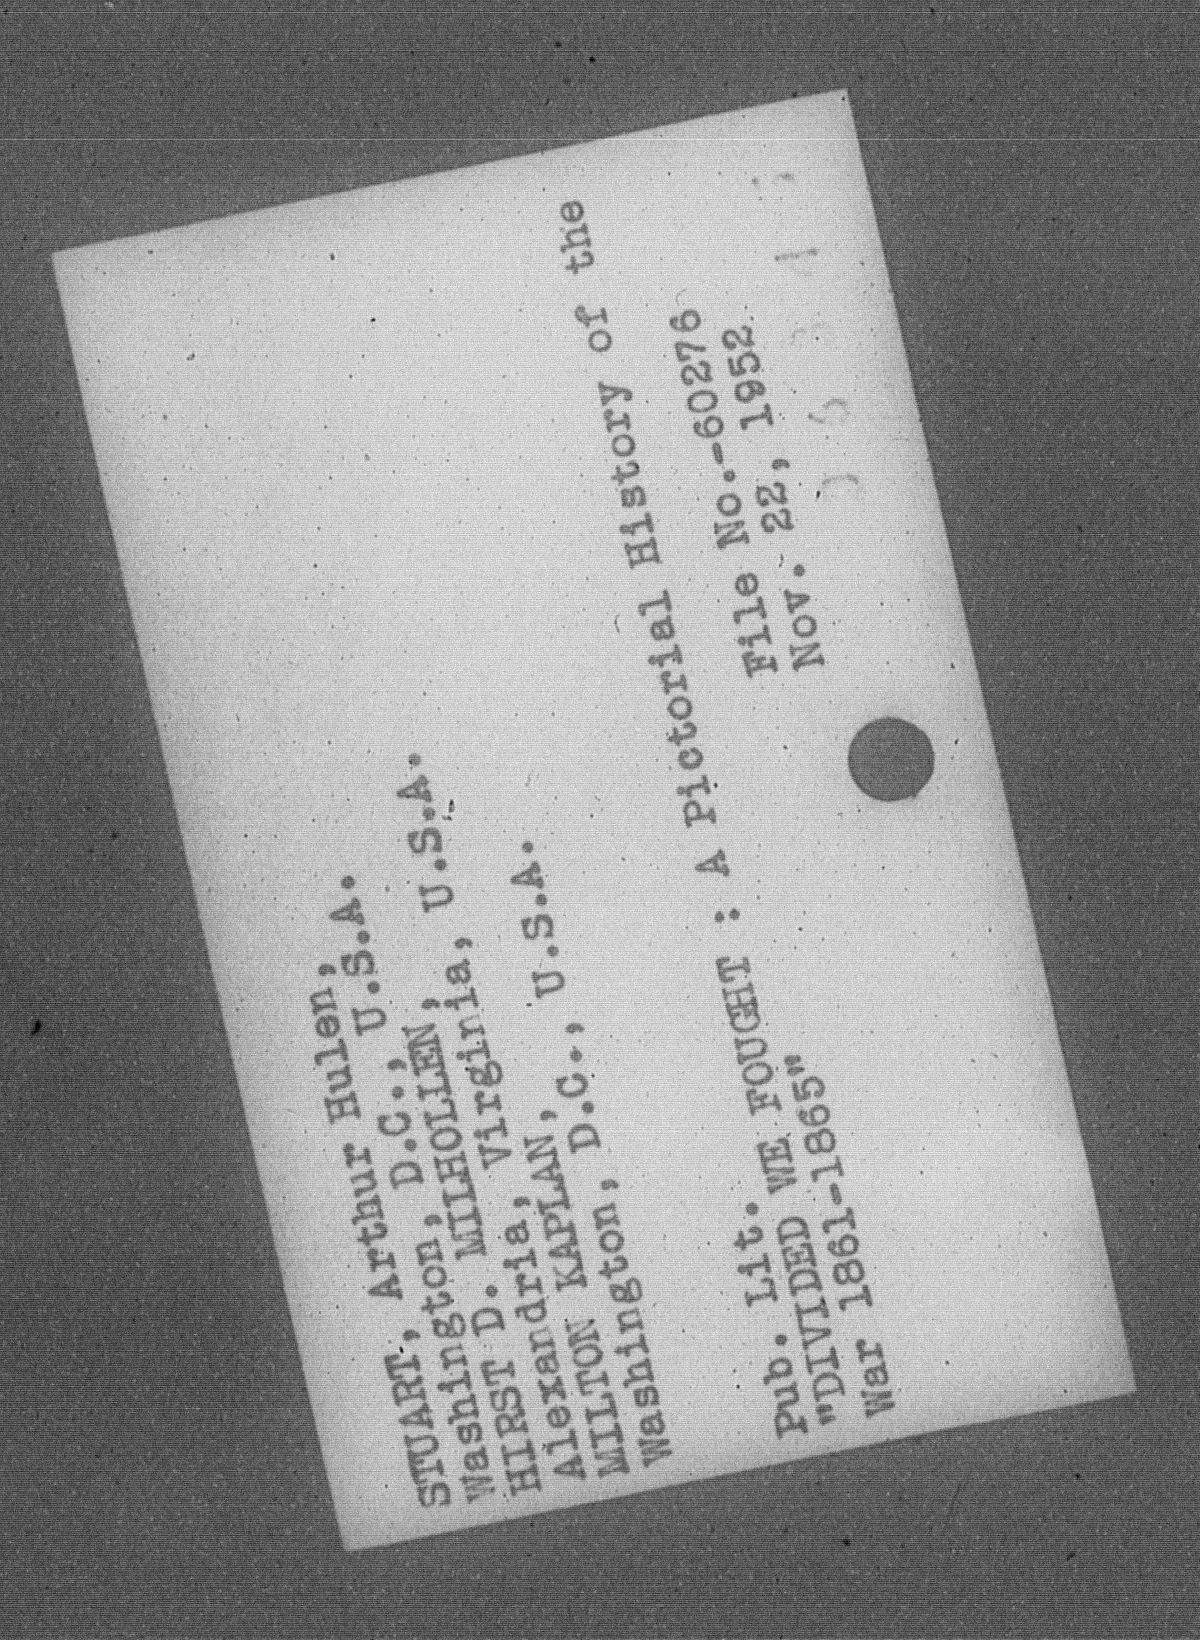 STUART, Arthur Hulen,
Washington, D.C., U.S.A.
HIRST D. MILHOLLEN,
Alexandria, Virginia, U.S.A.
MILTON KAPLAN,
Washington, D.C., U.S.A.
Pub. Lit.
"DIVIDED WE FOUGHT : A Pictorial History of the
War 1861-1865"
File No.-60276
Nov. 22, 1952